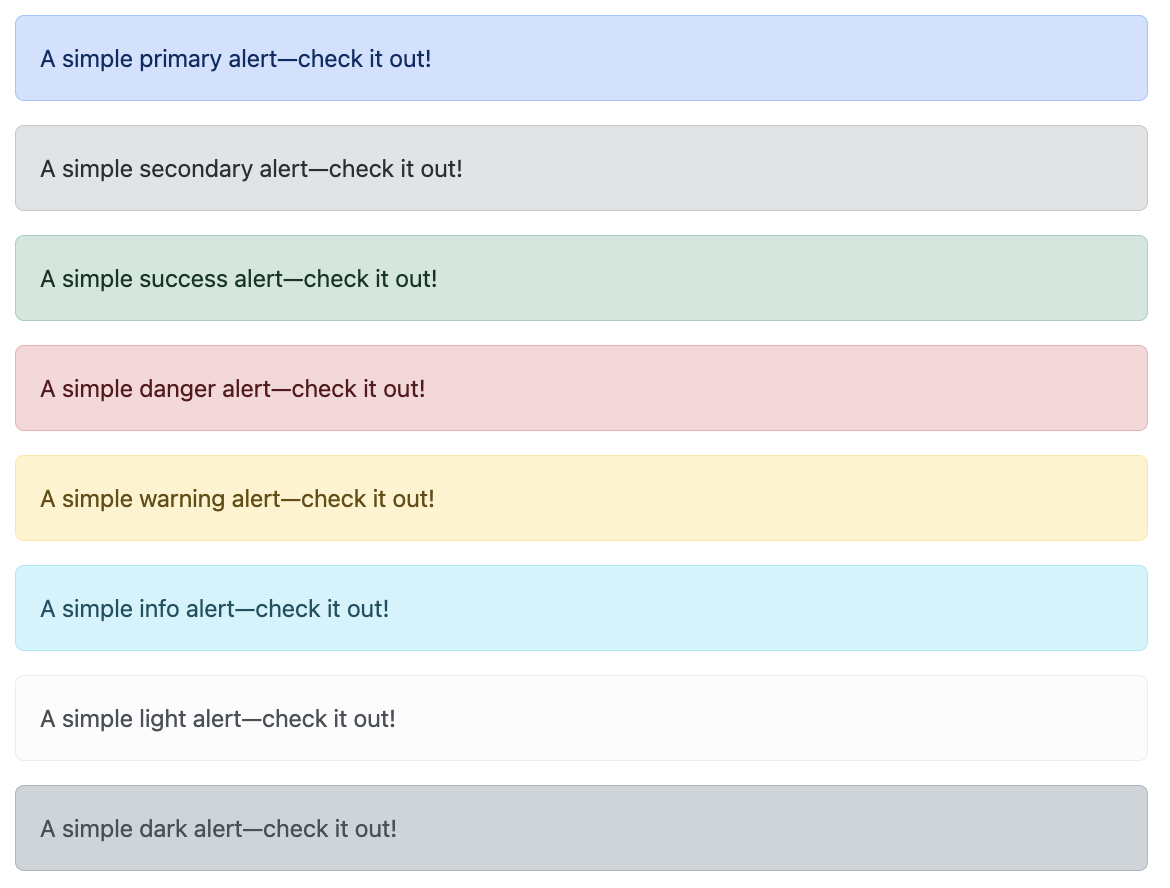 A simple primary alert—check it out!
A simple secondary alert—check it out!
A simple success alert—check it out!
A simple danger alert—check it out!
A simple warning alert—check it out!
A simple info alert—check it out!
A simple light alert—check it out!
A simple dark alert—check it out!